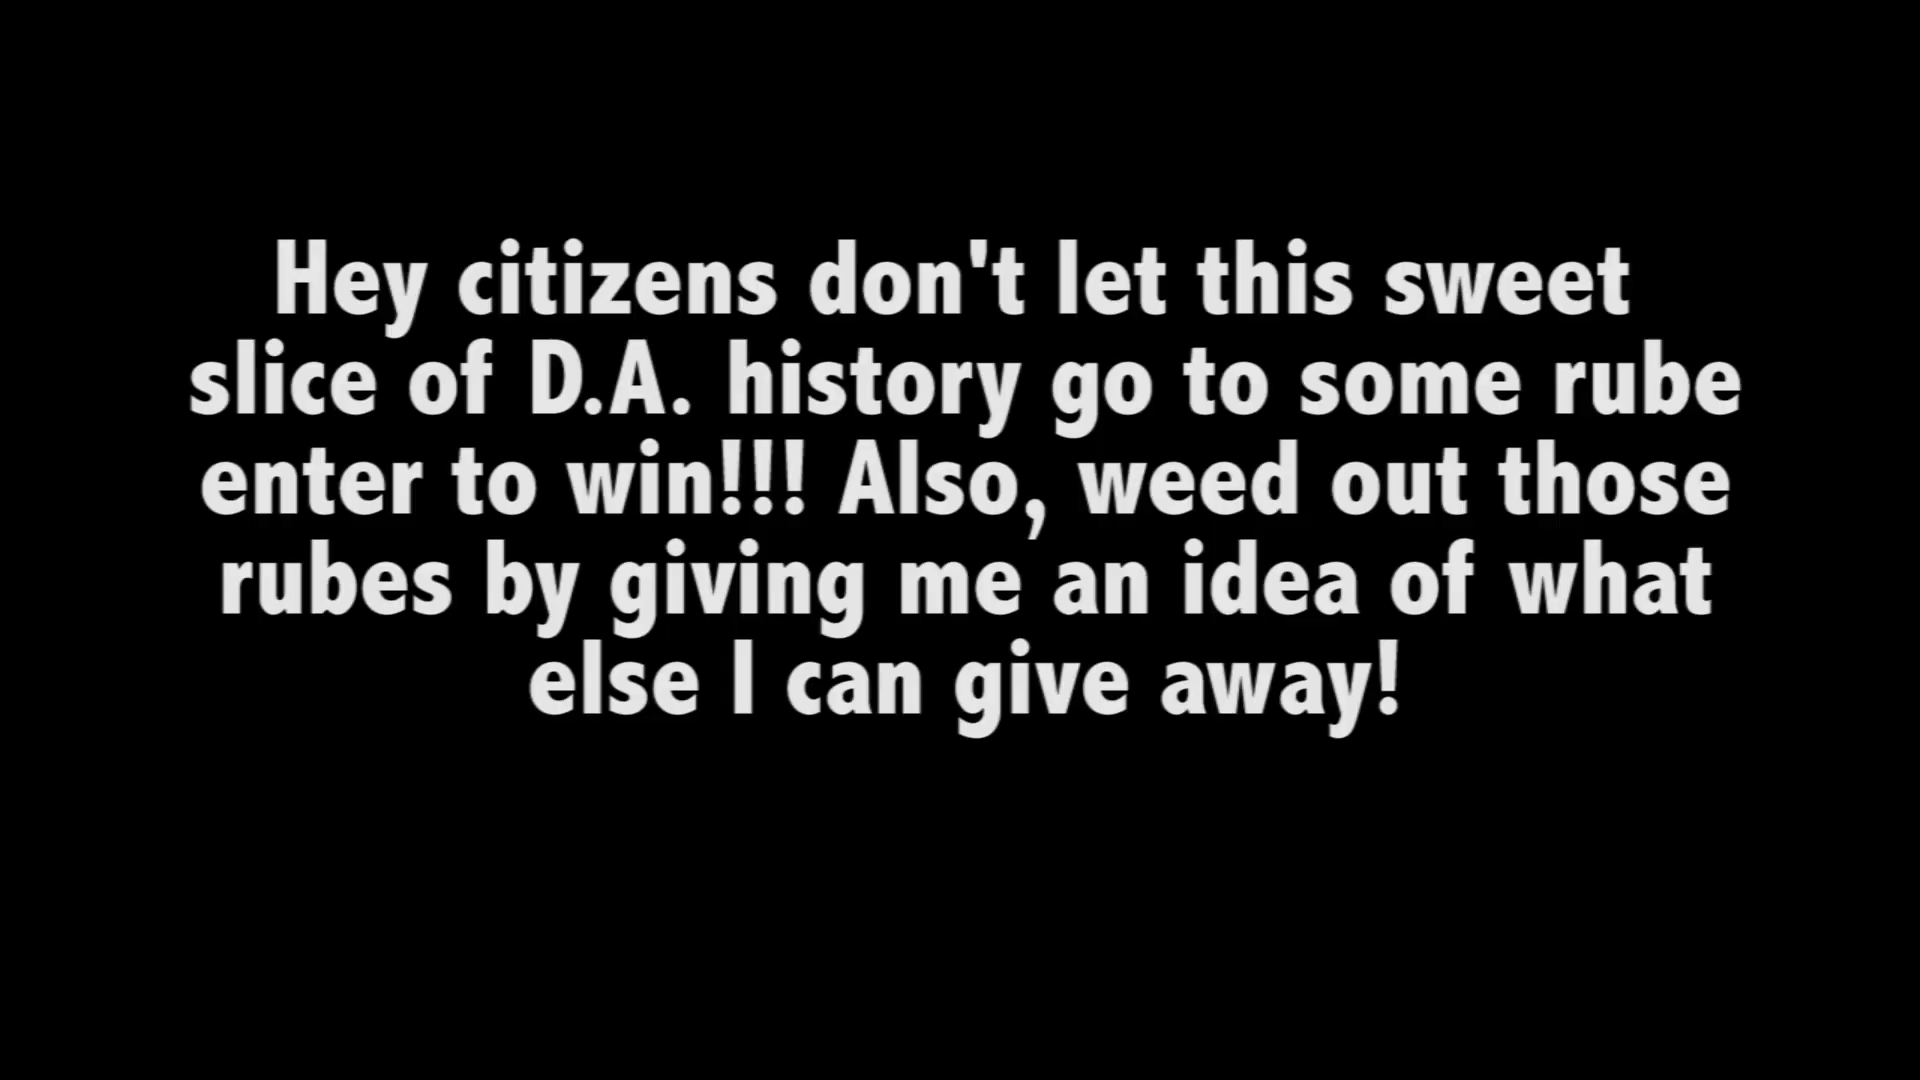 Hey citizens don't let this sweet
slice of D.A. history go to some rube
enter to win!!! Also, weed out those
rubes by giving me an idea of what
else I can give away!